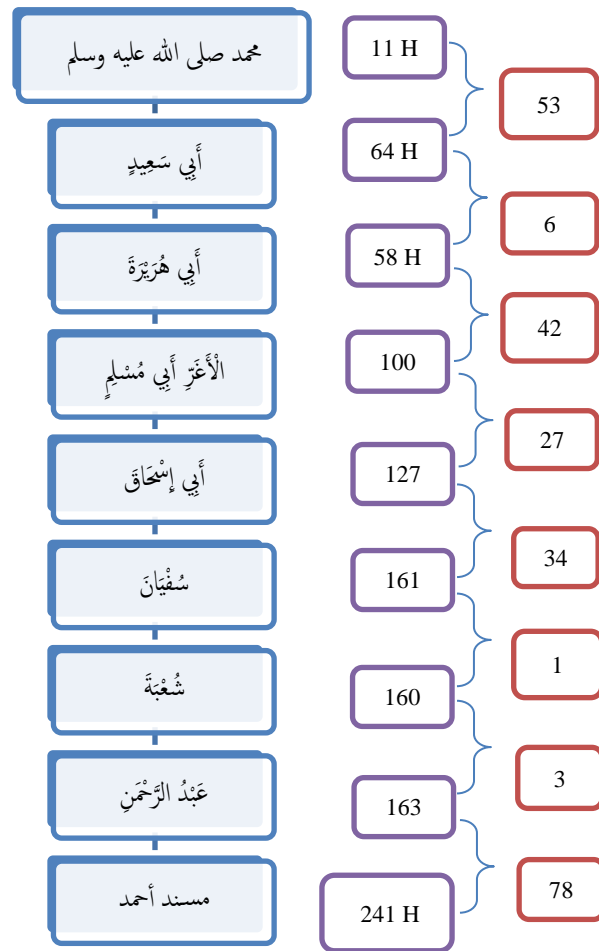 محمد صلى الله عليه وسلم
11 H
53
أَبِي سَعِيدٍ
64 H
6
أَبِي هُرَيْرَةَ
58 H
42
الْأَغَرِّ أَبِي مُسْلِمٍ
100
27
أَبِي إِسْحَاقَ
127
34
سُفْيَانَ
161
1
شُعْبَةَ
160
3
عَبْدُ الرَّحْمَنِ
163
78
مسند أحمد
241 H